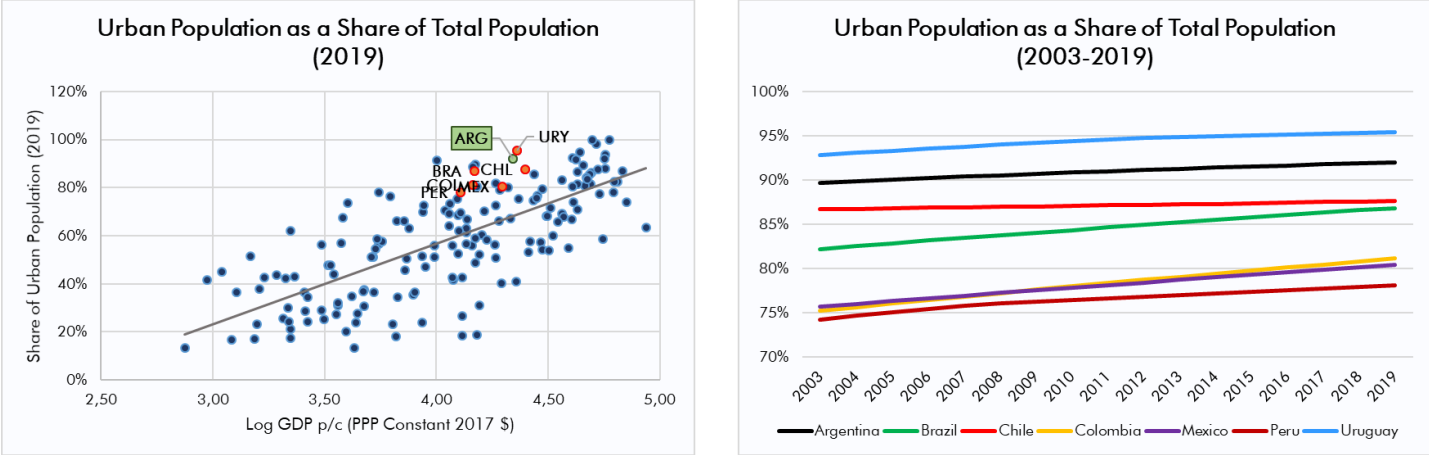 Urban Population as a Share of Total Population
(2019)
Share of Urban Population (2019)
120%
100%
80%
60%
40%
20%
0%
ARG
URY
BRA
CHL
COL
MEX
PER
2,50
3,00
3,50
4,00
4,50
5,00
Log GDP p/c (PPP Constant 2017 $)
Urban Population as a Share of Total Population
(2003-2019)
100%
95%
90%
85%
80%
75%
70%
2003
2004
2005
2006
2007
2008
2009
2010
2011
2012
2013
2014
2015
2016
2017
2018
2019
Argentina
Brazil
Chile
Colombia
Mexico
Peru
Uruguay